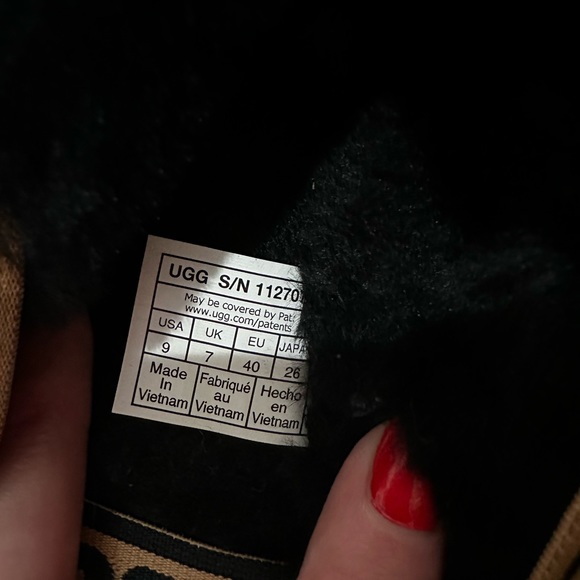 UGG S/N 11270
May be covered by Pat.
www.ugg.com/patents
USA UK EU JAPA
9 7 40 26
Made Fabriqué Hecho
In au en
Vietnam Vietnam Vietnam